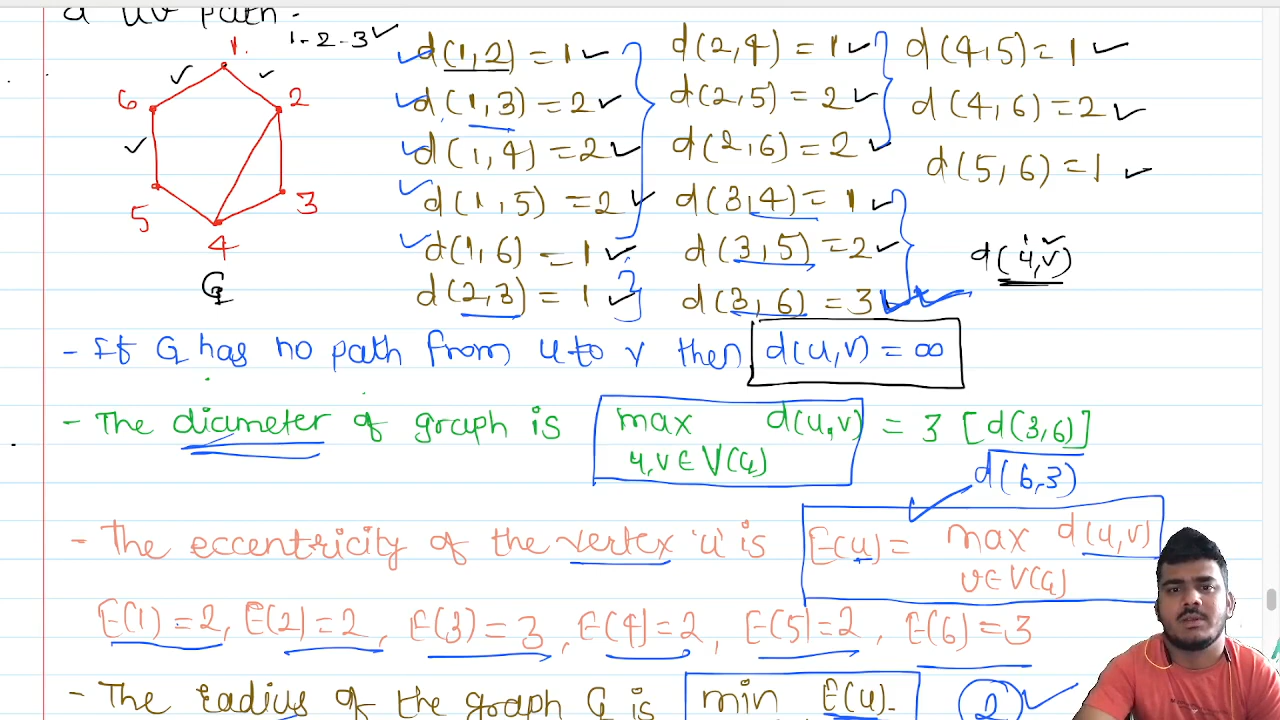 a uv path.
1-2-3
1
6
2
5
3
4
G
d(1,2) = 1
d(1,3) = 2
d(1,4) = 2
d(1,5) = 2
d(1,6) = 1
d(2,3) = 1
d(2,4) = 1
d(2,5) = 2
d(2,6) = 2
d(3,4) = 1
d(3,5) = 2
d(3,6) = 3
d(4,5) = 1
d(4,6) = 2
d(5,6) = 1
d(u,v)
- If G has no path from u to v then d(u,v) = ∞
- The diameter of graph is max d(u,v) = 3 [d(3,6)]
u,v ∈ V(G)
d(6,3)
- The eccentricity of the vertex 'u' is E(u) = max d(u,v)
v ∈ V(G)
E(1) = 2, E(2) = 2, E(3) = 3, E(4) = 2, E(5) = 2, E(6) = 3
- The radius of the graph G is min E(u). 2